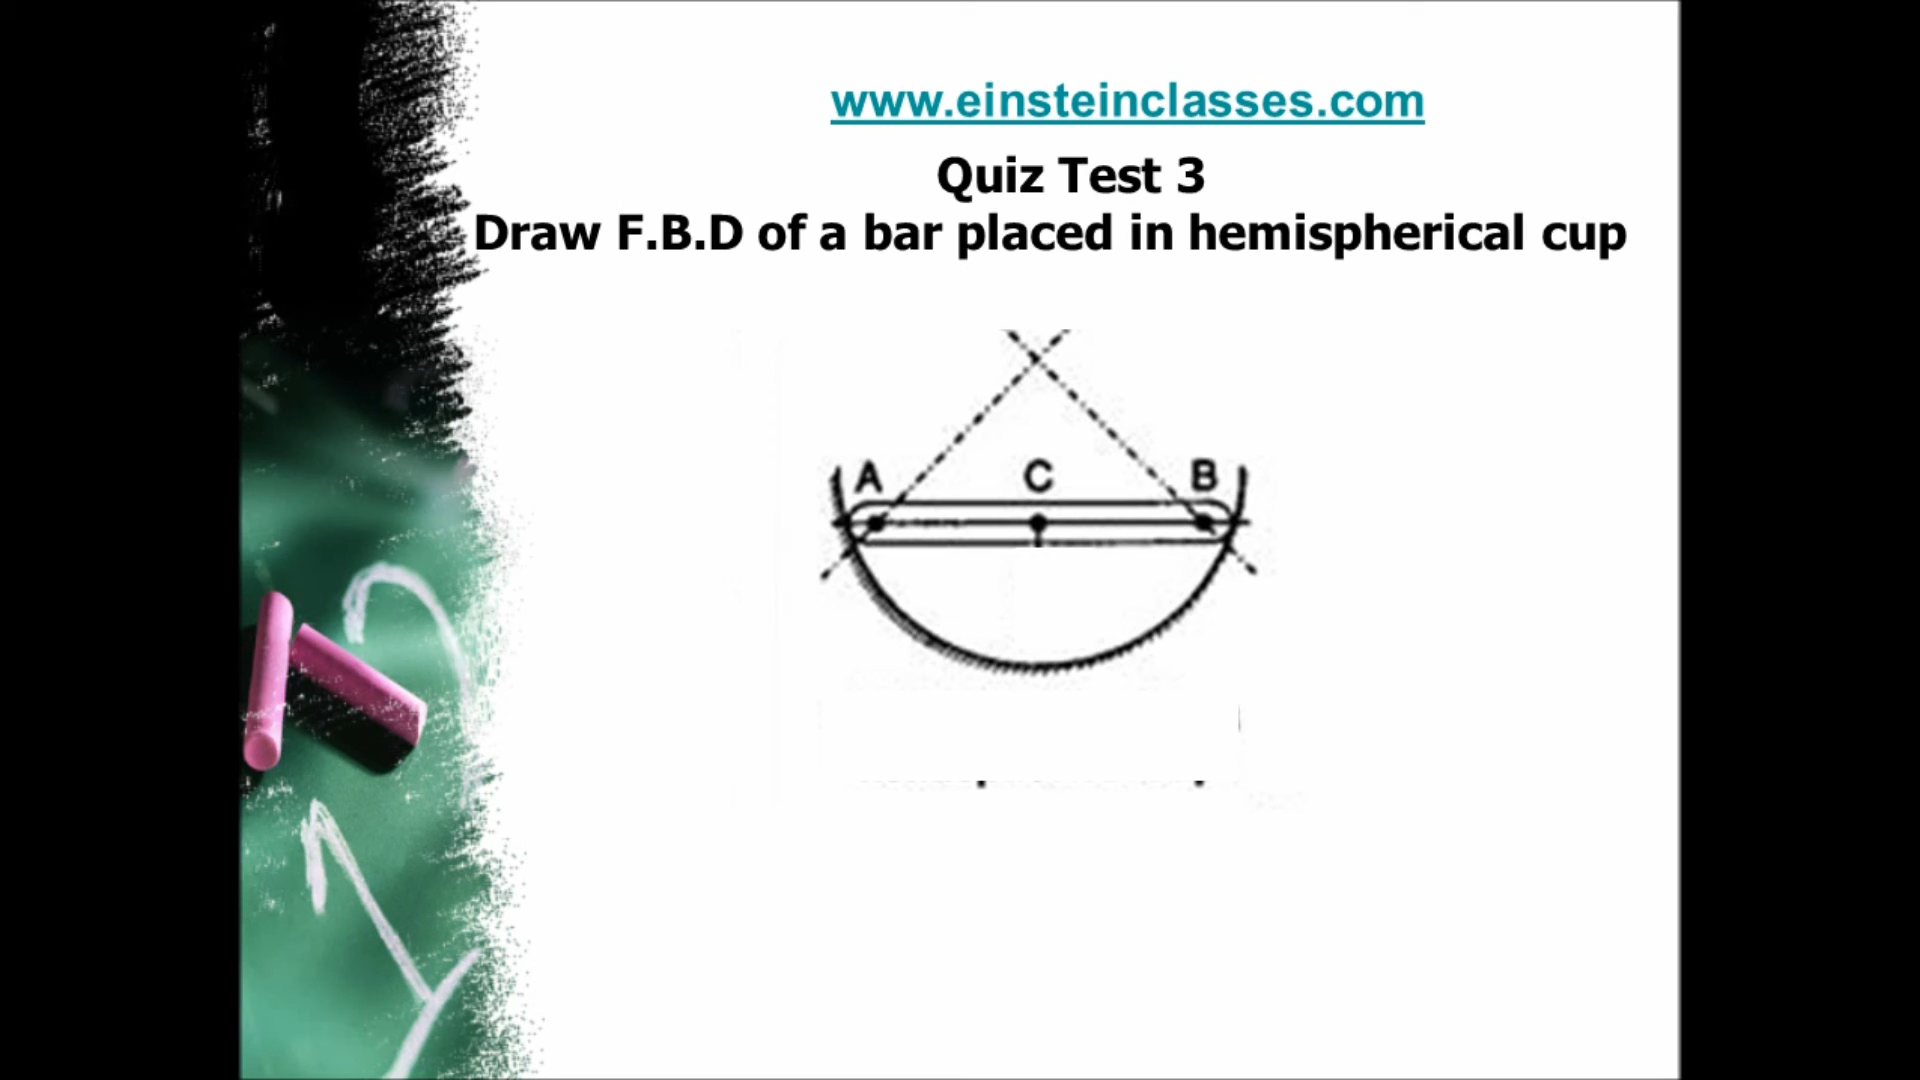 www.einsteinclasses.com
Quiz Test 3
Draw F.B.D of a bar placed in hemispherical cup
A C B